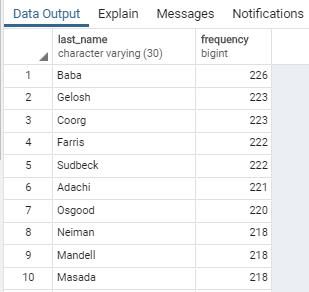 Data Output Explain Messages Notifications
last_name frequency
character varying (30) bigint
1 Baba 226
2 Gelosh 223
3 Coorg 223
4 Farris 222
5 Sudbeck 222
6 Adachi 221
7 Osgood 220
8 Neiman 218
9 Mandell 218
10 Masada 218